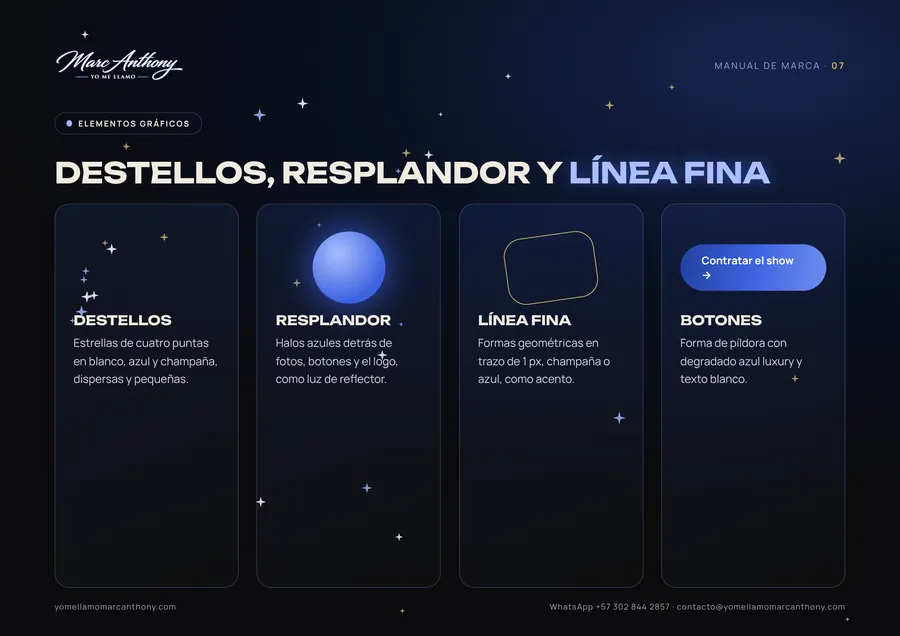 Marc Anthony
YO ME LLAMO
MANUAL DE MARCA · 07
ELEMENTOS GRÁFICOS
DESTELLOS, RESPLANDOR Y LÍNEA FINA
DESTELLOS
Estrellas de cuatro puntas
en blanco, azul y champaña,
dispersas y pequeñas.
RESPLANDOR
Halos azules detrás de
fotos, botones y el logo,
como luz de reflector.
LÍNEA FINA
Formas geométricas en
trazo de 1 px, champaña o
azul, como acento.
Contratar el show
→
BOTONES
Forma de píldora con
degradado azul luxury y
texto blanco.
yomellamomarcanthony.com
WhatsApp +57 302 844 2857 · contacto@yomellamomarcanthony.com